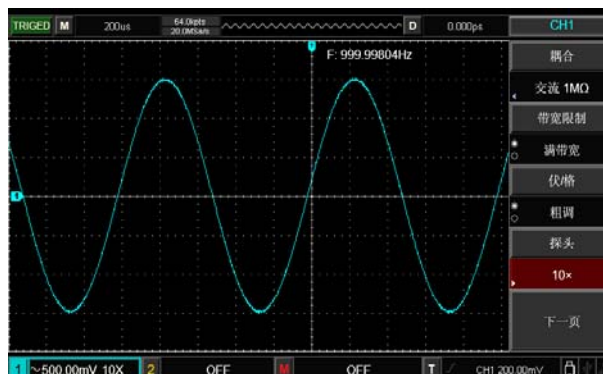 TRIGED M 200us 64.0kpts 20.0MSa/s D 0.000ps CH1
F: 999.99804Hz
耦合
交流 1MΩ
带宽限制
满带宽
伏/格
粗调
探头
10×
下一页
1 ~500.00mV 10X 2 OFF M OFF T CH1 200.00mV